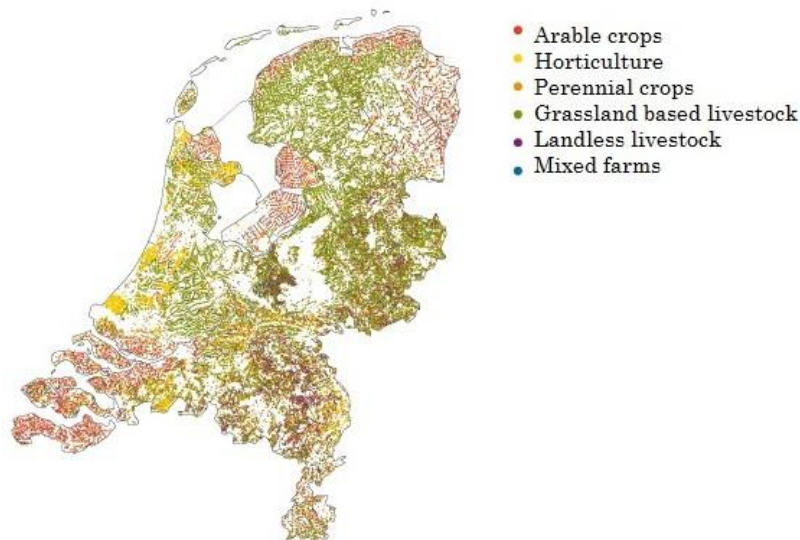 Arable crops
Horticulture
Perennial crops
Grassland based livestock
Landless livestock
Mixed farms